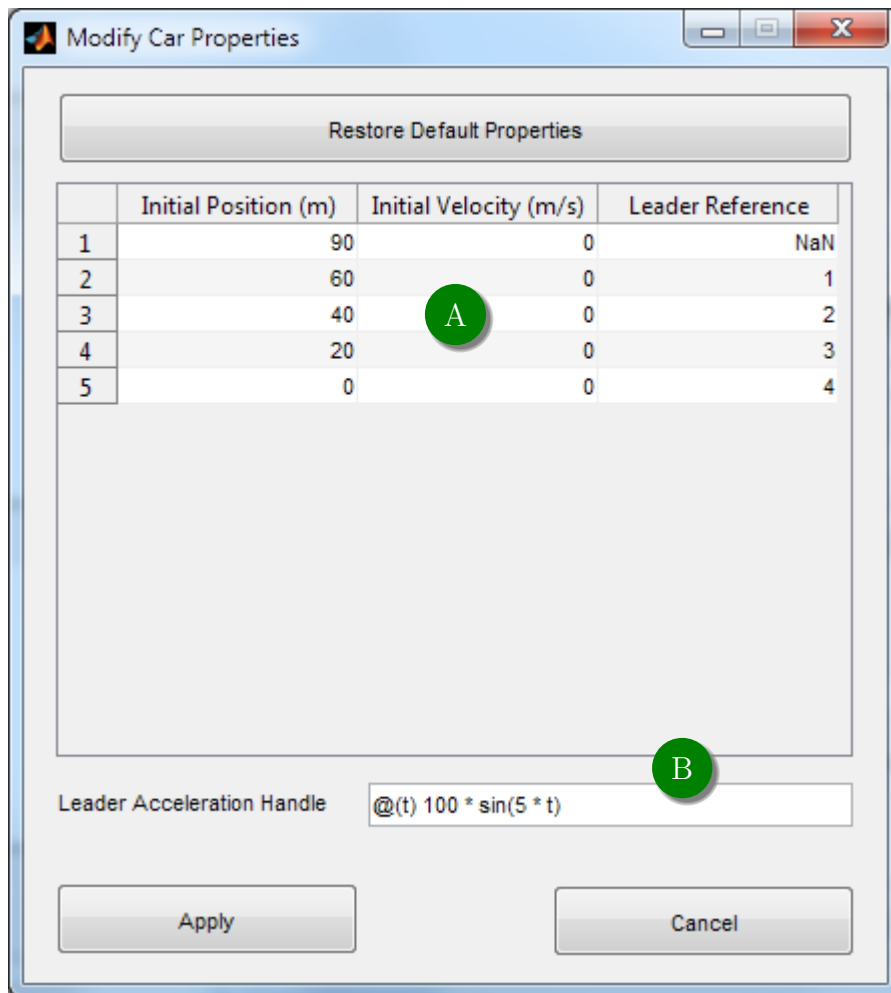 Modify Car Properties
Restore Default Properties
Initial Position (m) Initial Velocity (m/s) Leader Reference
1 90 0 NaN
2 60 0 1
3 40 0 2
4 20 0 3
5 0 0 4
A
B
Leader Acceleration Handle @(t) 100 * sin(5 * t)
Apply Cancel